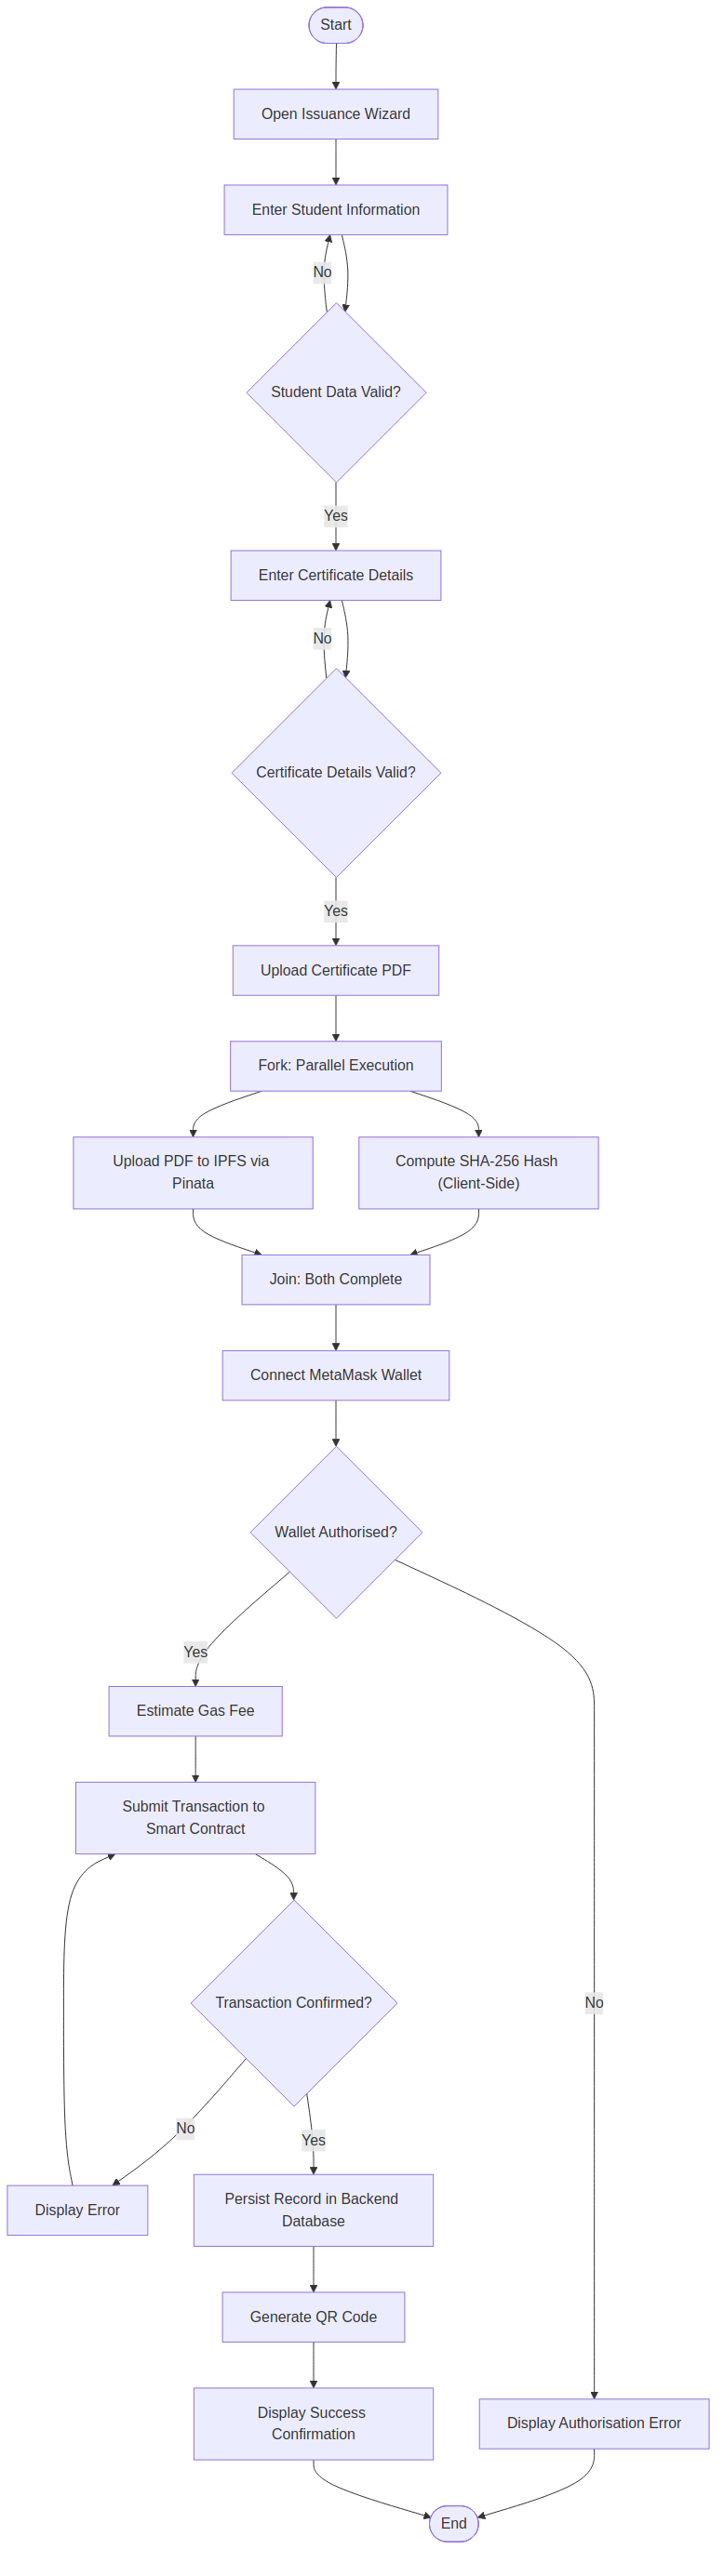 Start
Open Issuance Wizard
Enter Student Information
No
Student Data Valid?
Yes
Enter Certificate Details
No
Certificate Details Valid?
Yes
Upload Certificate PDF
Fork: Parallel Execution
Upload PDF to IPFS via
Pinata
Compute SHA-256 Hash
(Client-Side)
Join: Both Complete
Connect MetaMask Wallet
Wallet Authorised?
Yes
Estimate Gas Fee
Submit Transaction to
Smart Contract
Transaction Confirmed?
No
No
Yes
Display Error
Persist Record in Backend
Database
Generate QR Code
Display Success
Confirmation
Display Authorisation Error
End